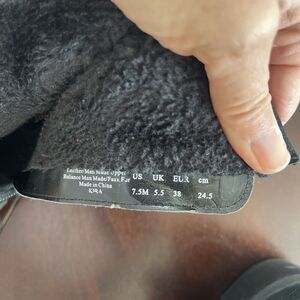 Leather/Man Made Upper
Balance Man Made/Faux Fur
Made in China
US UK EUR cm
7.5M 5.5 38 24.5